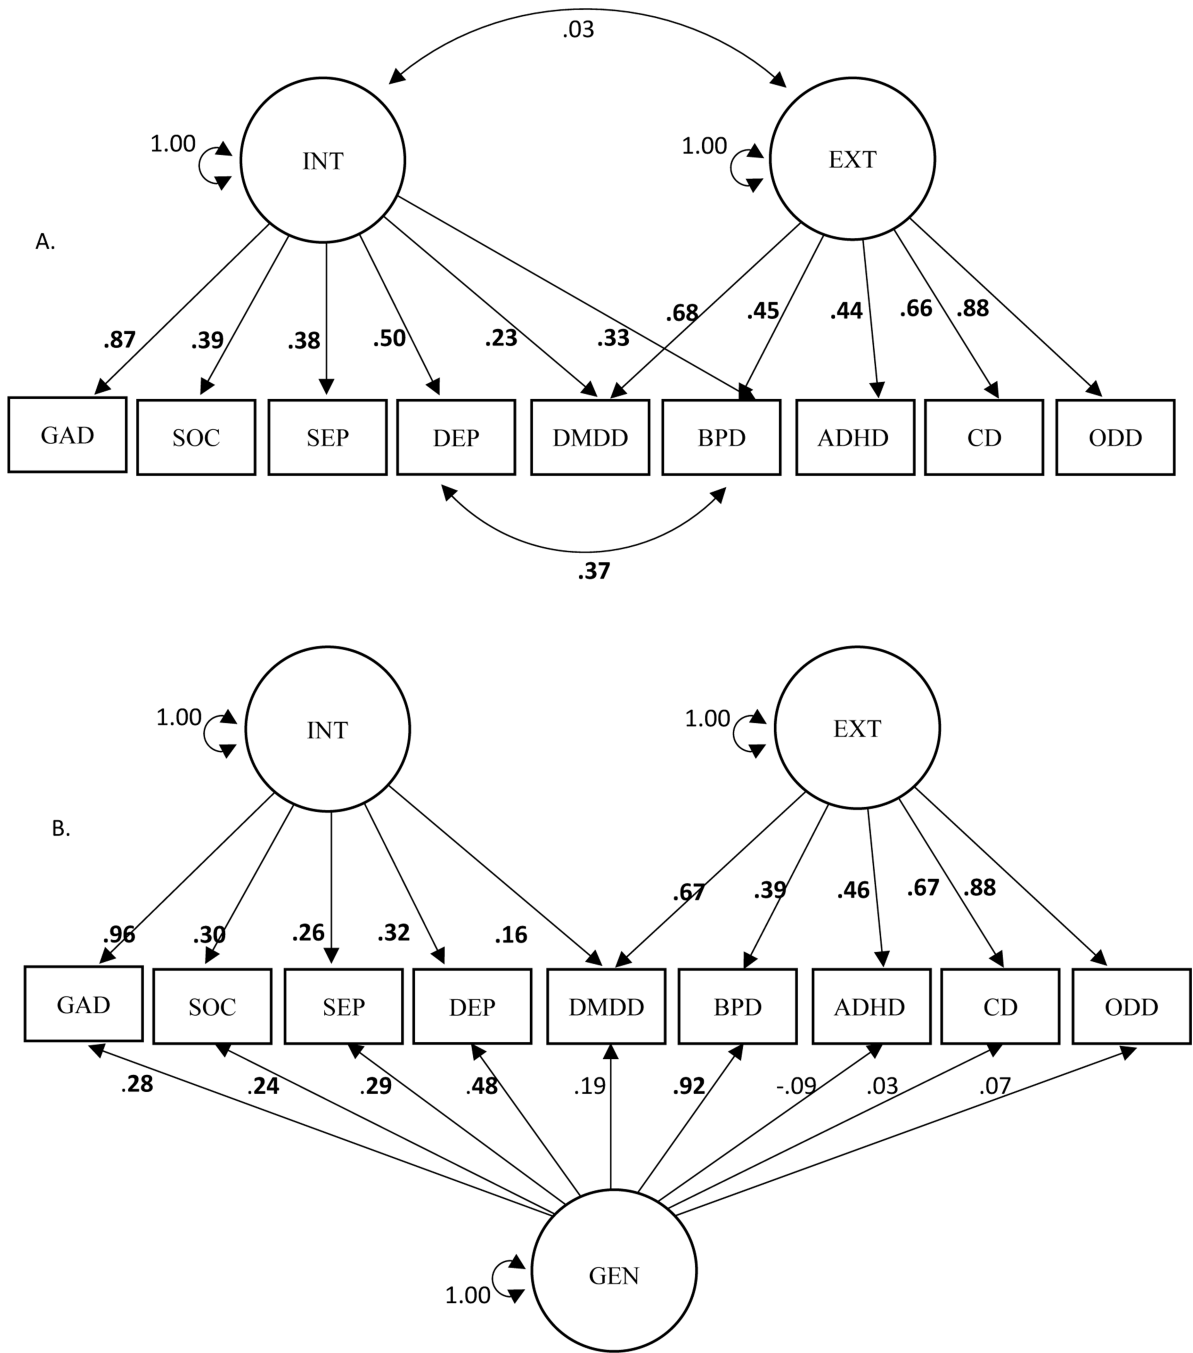 .03
1.00
INT
1.00
EXT
A.
.87
.39
.38
.50
.23
.33
.68
.45
.44
.66
.88
GAD
SOC
SEP
DEP
DMDD
BPD
ADHD
CD
ODD
.37
1.00
INT
1.00
EXT
B.
.96
.30
.26
.32
.16
.67
.39
.46
.67
.88
GAD
SOC
SEP
DEP
DMDD
BPD
ADHD
CD
ODD
.28
.24
.29
.48
.19
.92
-.09
.03
.07
GEN
1.00